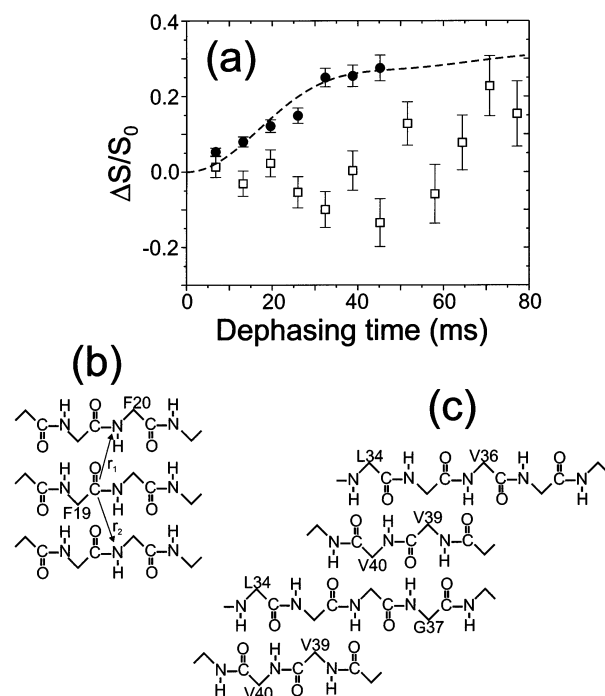 (a)
0.4
0.2
0.0
-0.2
ΔS/S₀
0 20 40 60 80
Dephasing time (ms)
(b)
H O F20 H
C N C N C N
O H O
H O H
C N C N C N
O F19 r₁ H O
H O r₂ H
C N C N C N
O H O
(c)
L34
V36
V39
V40
L34
G37
V39
V40